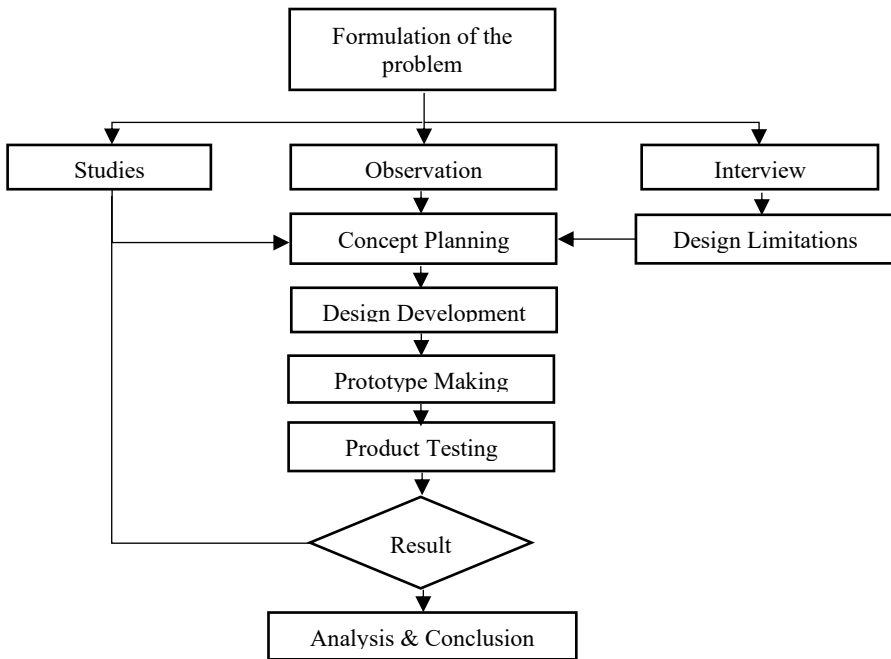 Formulation of the
problem
Studies
Observation
Interview
Concept Planning
Design Limitations
Design Development
Prototype Making
Product Testing
Result
Analysis & Conclusion